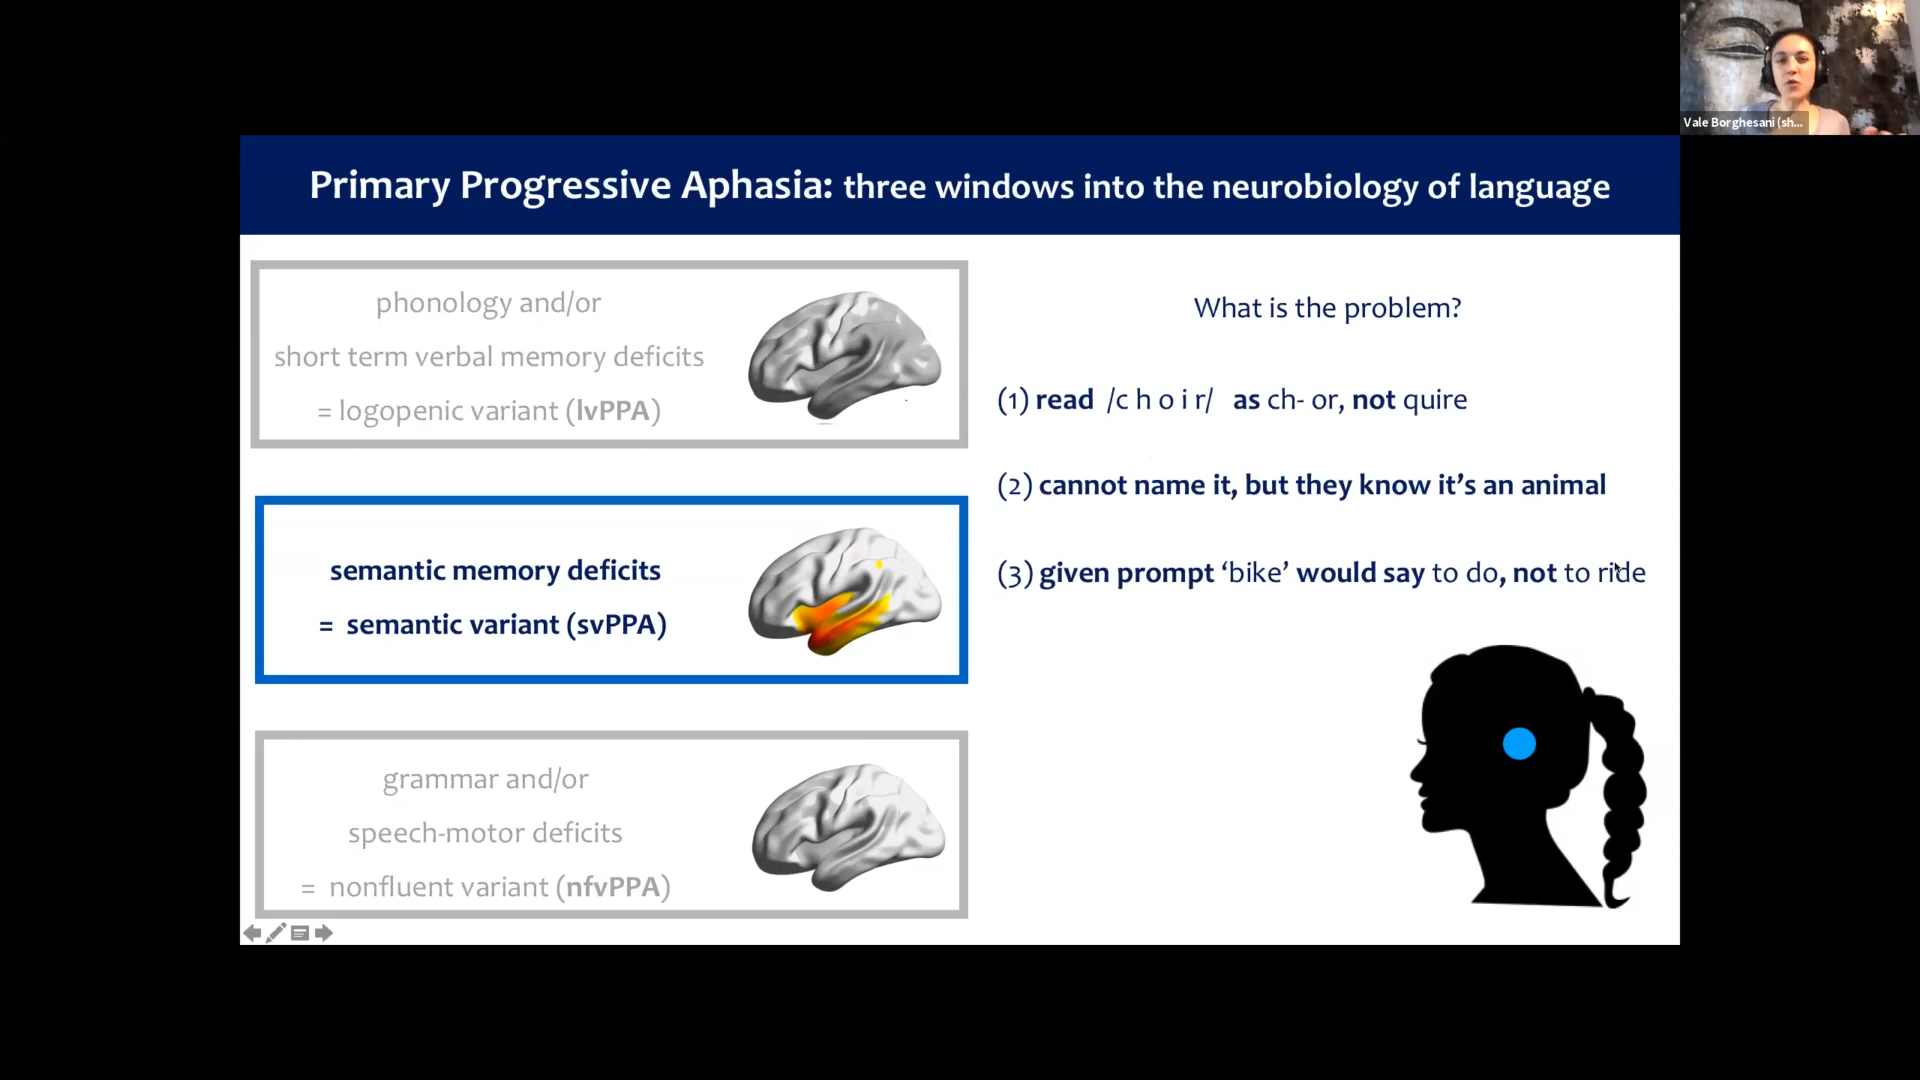 Vale Borghesani (sh...
Primary Progressive Aphasia: three windows into the neurobiology of language
phonology and/or
short term verbal memory deficits
= logopenic variant (lvPPA)
semantic memory deficits
= semantic variant (svPPA)
grammar and/or
speech-motor deficits
= nonfluent variant (nfvPPA)
What is the problem?
(1) read /c h o i r/ as ch- or, not quire
(2) cannot name it, but they know it’s an animal
(3) given prompt ‘bike’ would say to do, not to ride